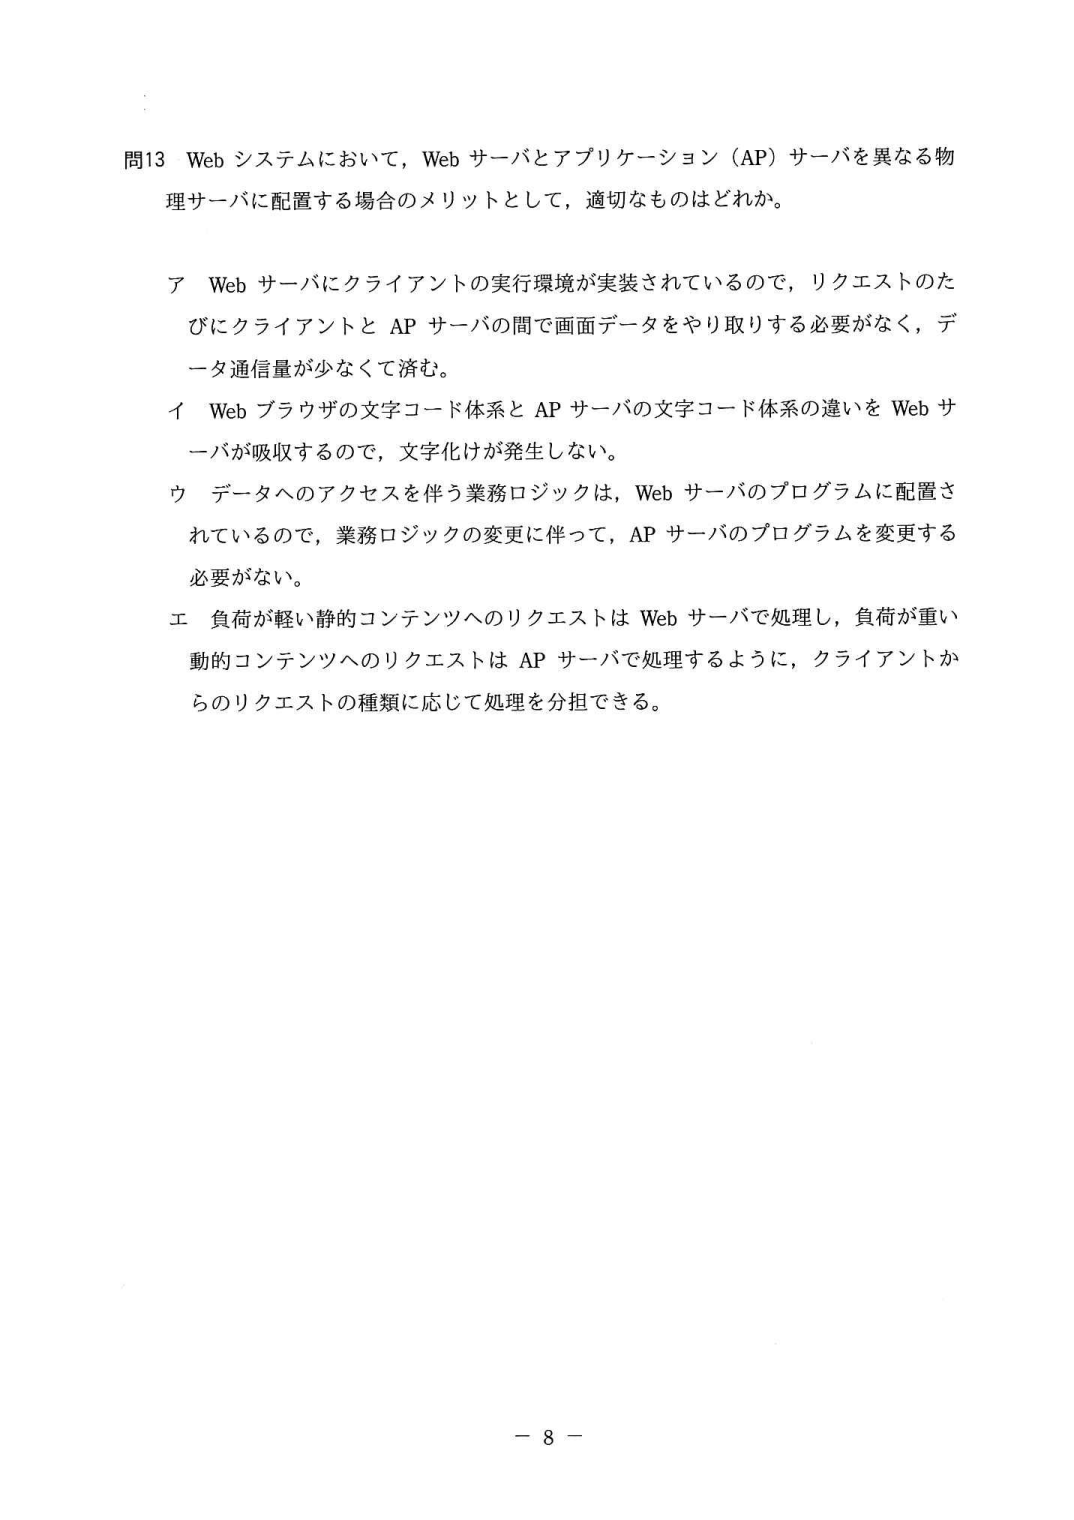 問13 Web システムにおいて，Web サーバとアプリケーション（AP）サーバを異なる物
理サーバに配置する場合のメリットとして，適切なものはどれか。
ア Web サーバにクライアントの実行環境が実装されているので，リクエストのた
びにクライアントと AP サーバの間で画面データをやり取りする必要がなく，デ
ータ通信量が少なくて済む。
イ Web ブラウザの文字コード体系と AP サーバの文字コード体系の違いを Web サ
ーバが吸収するので，文字化けが発生しない。
ウ データへのアクセスを伴う業務ロジックは，Web サーバのプログラムに配置さ
れているので，業務ロジックの変更に伴って，AP サーバのプログラムを変更する
必要がない。
エ 負荷が軽い静的コンテンツへのリクエストは Web サーバで処理し，負荷が重い
動的コンテンツへのリクエストは AP サーバで処理するように，クライアントか
らのリクエストの種類に応じて処理を分担できる。
－ 8 －